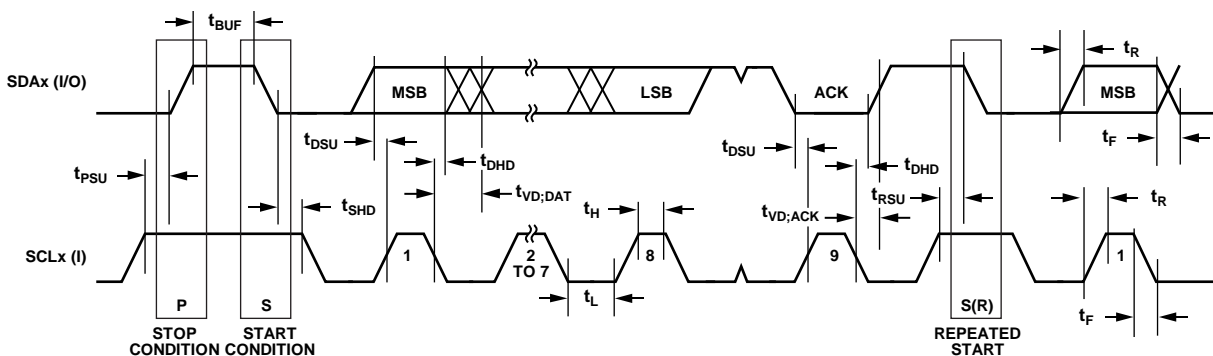 tBUF
SDAx (I/O)
MSB
LSB
ACK
MSB
tR
tF
tDSU
tDHD
tVD;DAT
tPSU
tSHD
tH
tDSU
tDHD
tVD;ACK
tRSU
tR
SCLx (I)
1
2
TO 7
8
9
1
tL
tF
P
S
S(R)
STOP
CONDITION
START
CONDITION
REPEATED
START